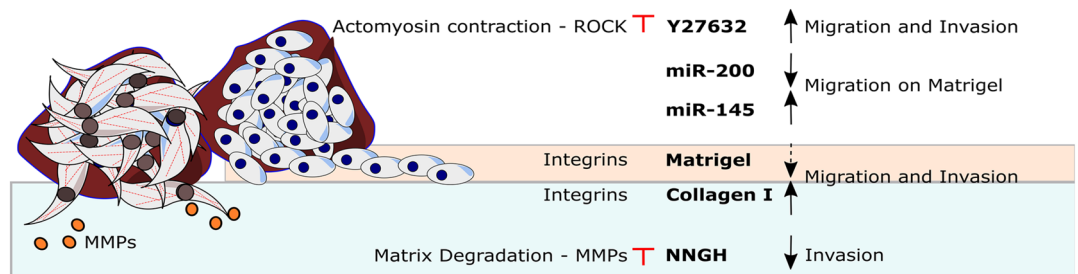 Actomyosin contraction - ROCK Y27632 Migration and Invasion
miR-200
Migration on Matrigel
miR-145
Integrins Matrigel
Migration and Invasion
Integrins Collagen I
MMPs
Matrix Degradation - MMPs NNGH Invasion